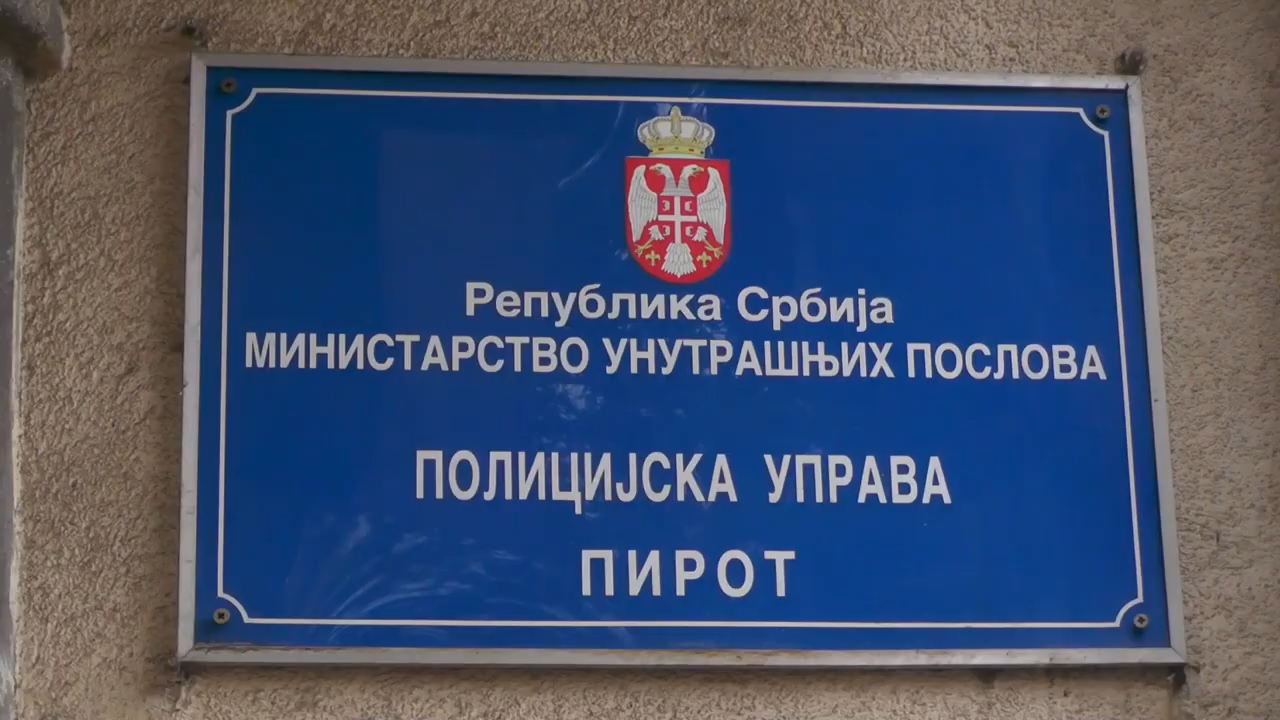 Република Србија
МИНИСТАРСТВО УНУТРАШЊИХ ПОСЛОВА
ПОЛИЦИЈСКА УПРАВА
ПИРОТ